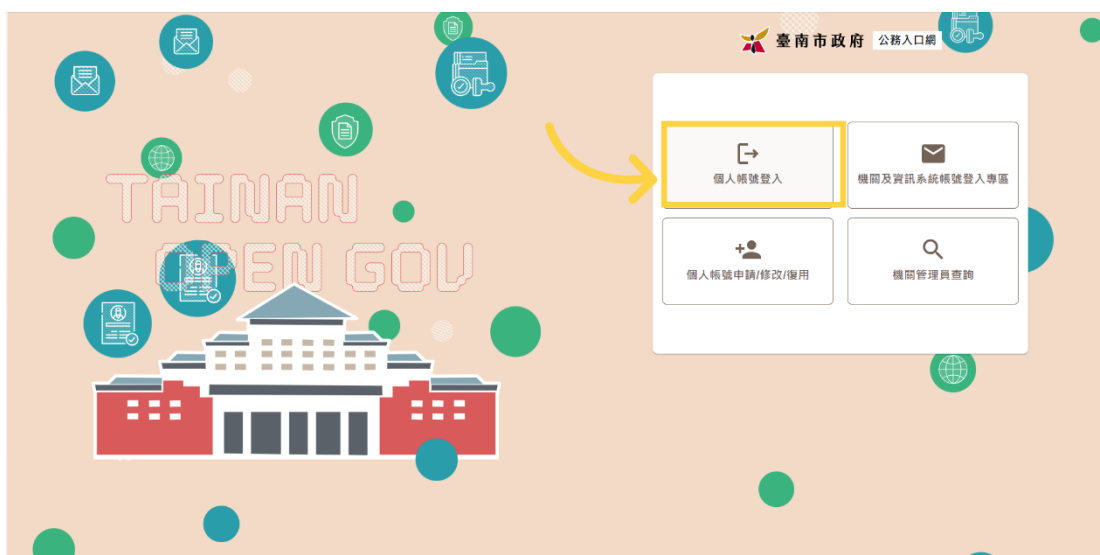 臺南市政府 公務入口網
TAINAN
OPEN GOV
個人帳號登入
機關及資訊系統帳號登入專區
個人帳號申請/修改/復用
機關管理員查詢